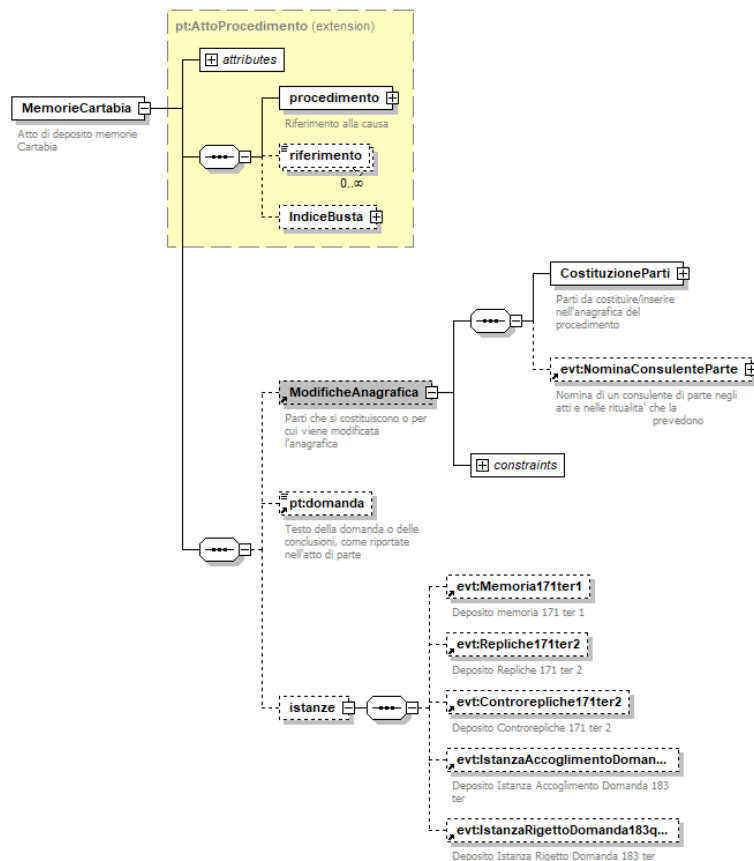 pt:AttoProcedimento (extension)
attributes
MemorieCartabia
Atto di deposito memorie
Cartabia
procedimento
Riferimento alla causa
riferimento
0..∞
IndiceBusta
CostituzioneParti
Parti da costituire/inserire
nell'anagrafica del
procedimento
evt:NominaConsulenteParte
Nomina di un consulente di parte negli
atti e nelle ritualita' che la
prevedono
ModificheAnagrafica
Parti che si costituiscono o per
cui viene modificata
l'anagrafica
constraints
pt:domanda
Testo della domanda o delle
conclusioni, come riportate
nell'atto di parte
evt:Memoria171ter1
Deposito memoria 171 ter 1
evt:Repliche171ter2
Deposito Repliche 171 ter 2
istanze
evt:Controrepliche171ter2
Deposito Controrepliche 171 ter 2
evt:IstanzaAccoglimentoDoman...
Deposito Istanza Accoglimento Domanda 183
ter
evt:IstanzaRigettoDomanda183q...
Deposito Istanza Rigetto Domanda 183 ter